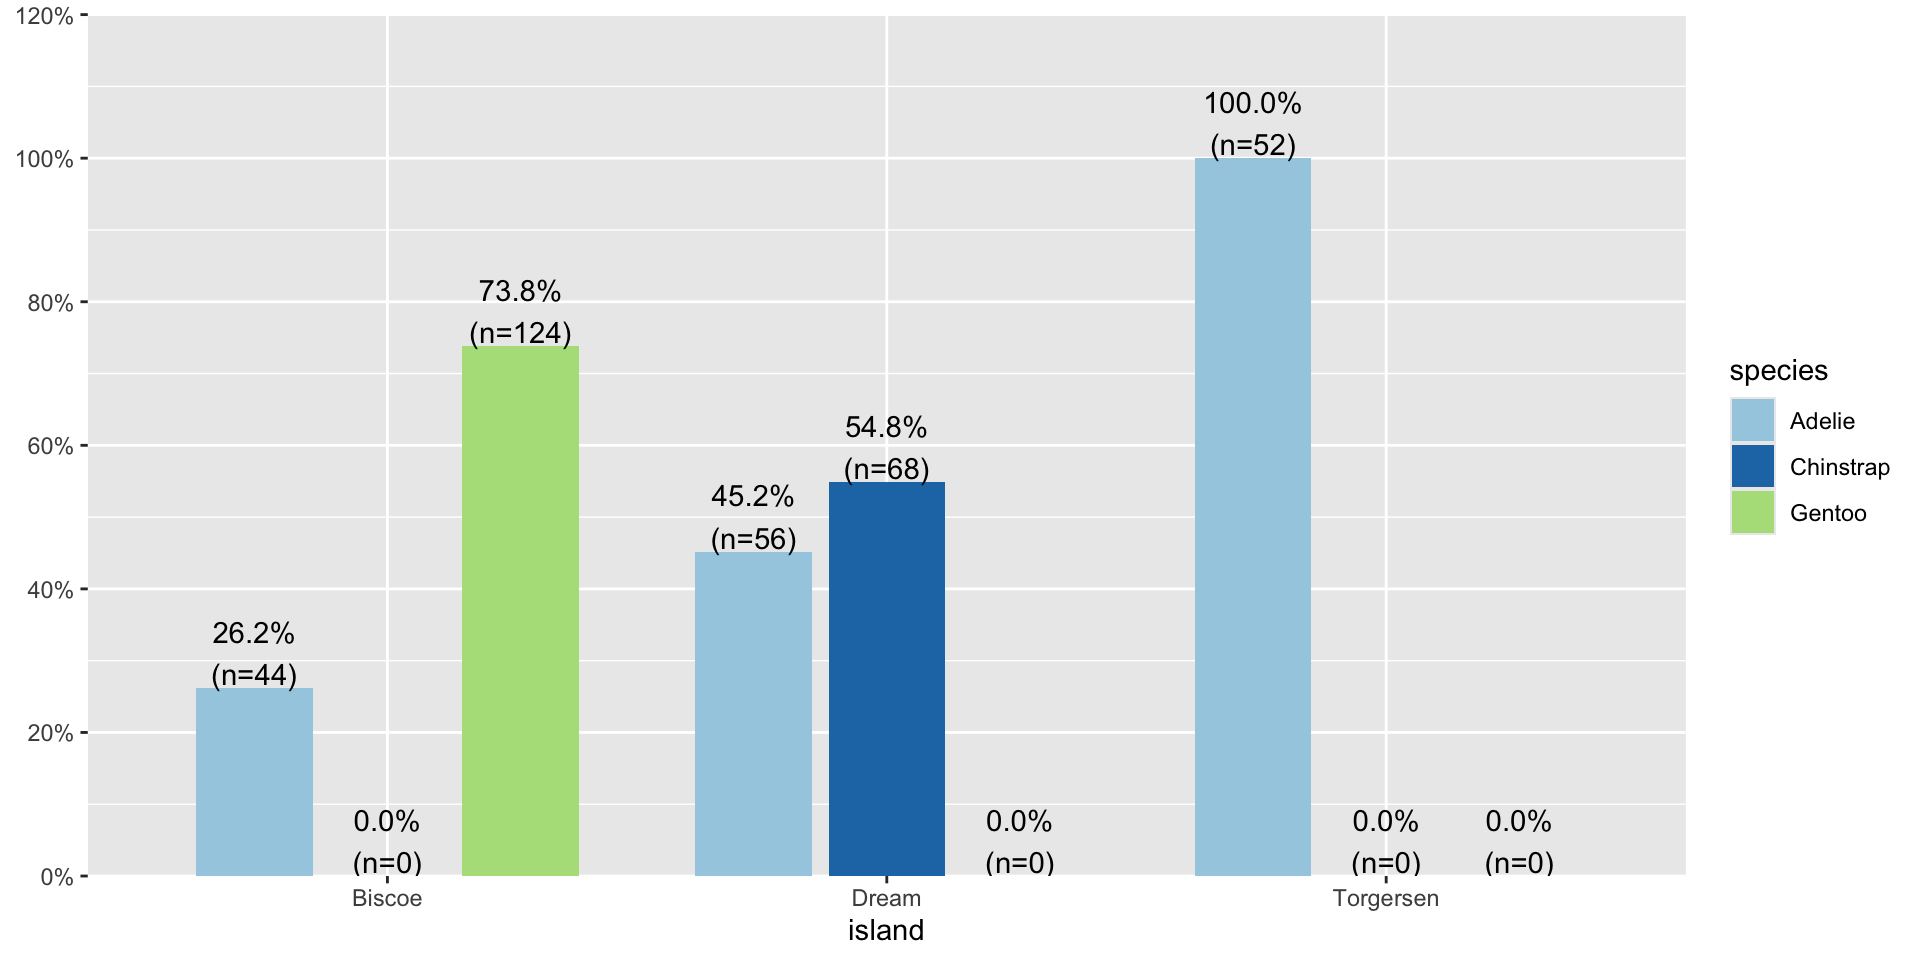 120%
100%
80%
60%
40%
20%
0%
26.2%
(n=44)
0.0%
(n=0)
73.8%
(n=124)
45.2%
(n=56)
54.8%
(n=68)
0.0%
(n=0)
100.0%
(n=52)
0.0%
(n=0)
0.0%
(n=0)
Biscoe
Dream
Torgersen
island
species
Adelie
Chinstrap
Gentoo